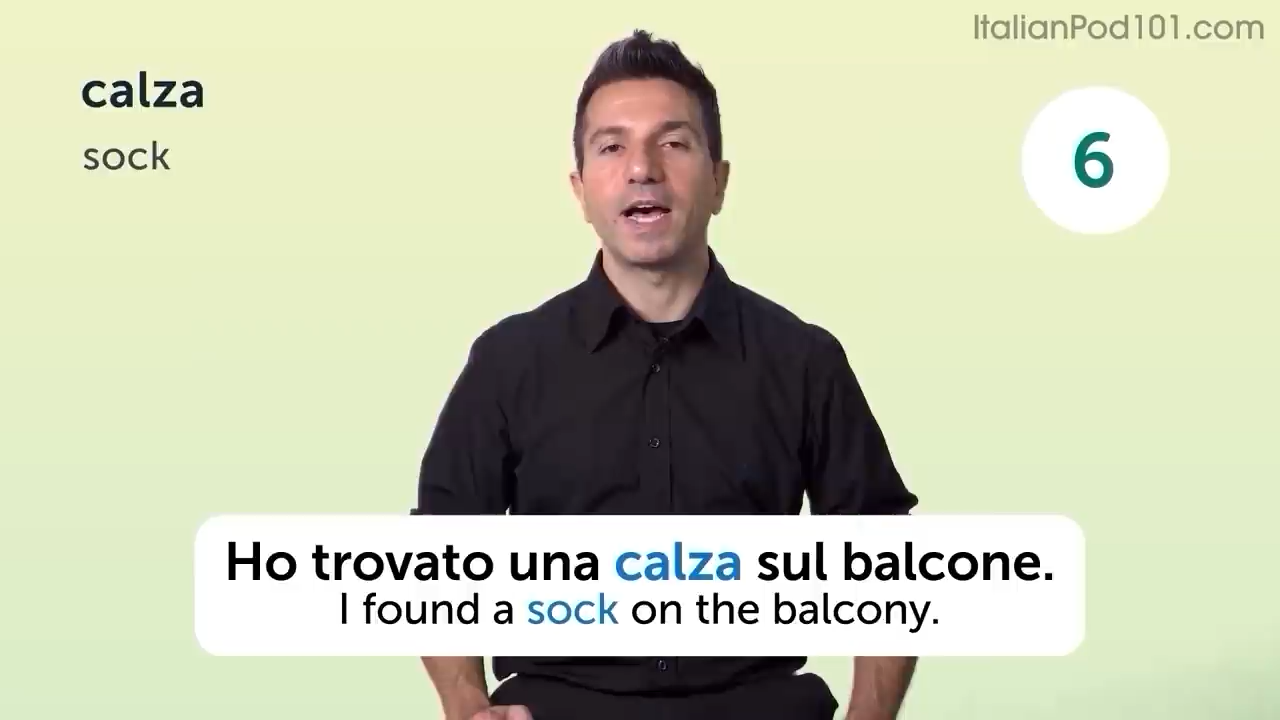 ItalianPod101.com
calza
sock
6
Ho trovato una calza sul balcone.
I found a sock on the balcony.